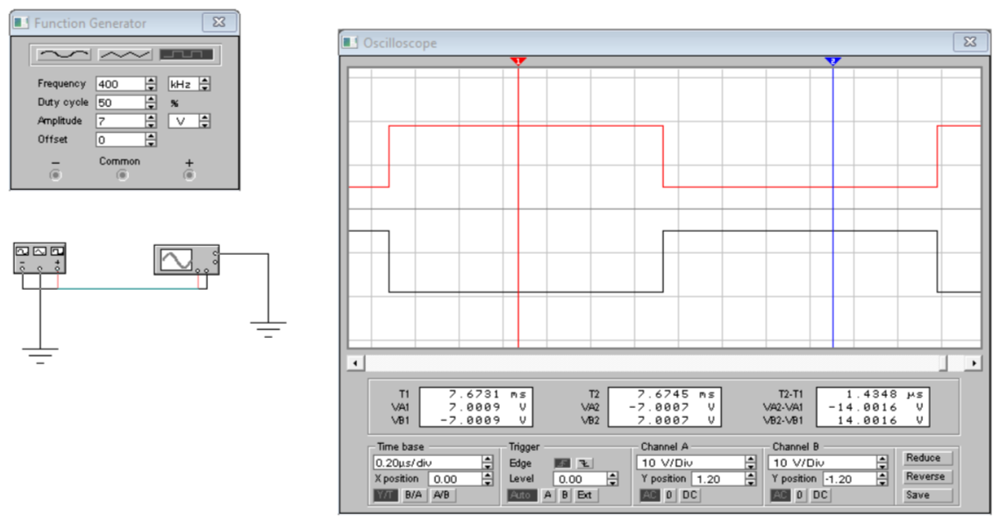 Function Generator
Frequency 400 kHz
Duty cycle 50 %
Amplitude 7 V
Offset 0
− Common +
Oscilloscope
1 2
− +
T1 7.6731 ms T2 7.6745 ms T2-T1 1.4348 µs
VA1 7.0009 V VA2 -7.0007 V VA2-VA1 -14.0016 V
VB1 -7.0009 V VB2 7.0007 V VB2-VB1 14.0016 V
Time base Trigger Channel A Channel B
0.20µs/div Edge 10 V/Div 10 V/Div Reduce
X position 0.00 Level 0.00 Y position 1.20 Y position -1.20 Reverse
Y/T B/A A/B Auto A B Ext AC 0 DC AC 0 DC Save